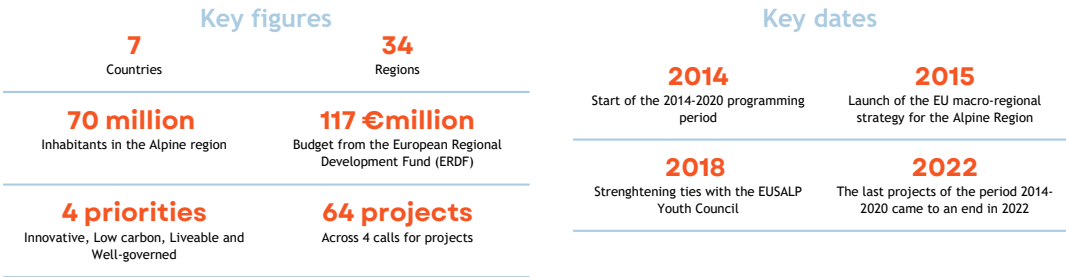 Key figures
7
Countries
34
Regions
70 million
Inhabitants in the Alpine region
117 €million
Budget from the European Regional
Development Fund (ERDF)
4 priorities
Innovative, Low carbon, Liveable and
Well-governed
64 projects
Across 4 calls for projects
Key dates
2014
Start of the 2014-2020 programming
period
2015
Launch of the EU macro-regional
strategy for the Alpine Region
2018
Strenghtening ties with the EUSALP
Youth Council
2022
The last projects of the period 2014-
2020 came to an end in 2022